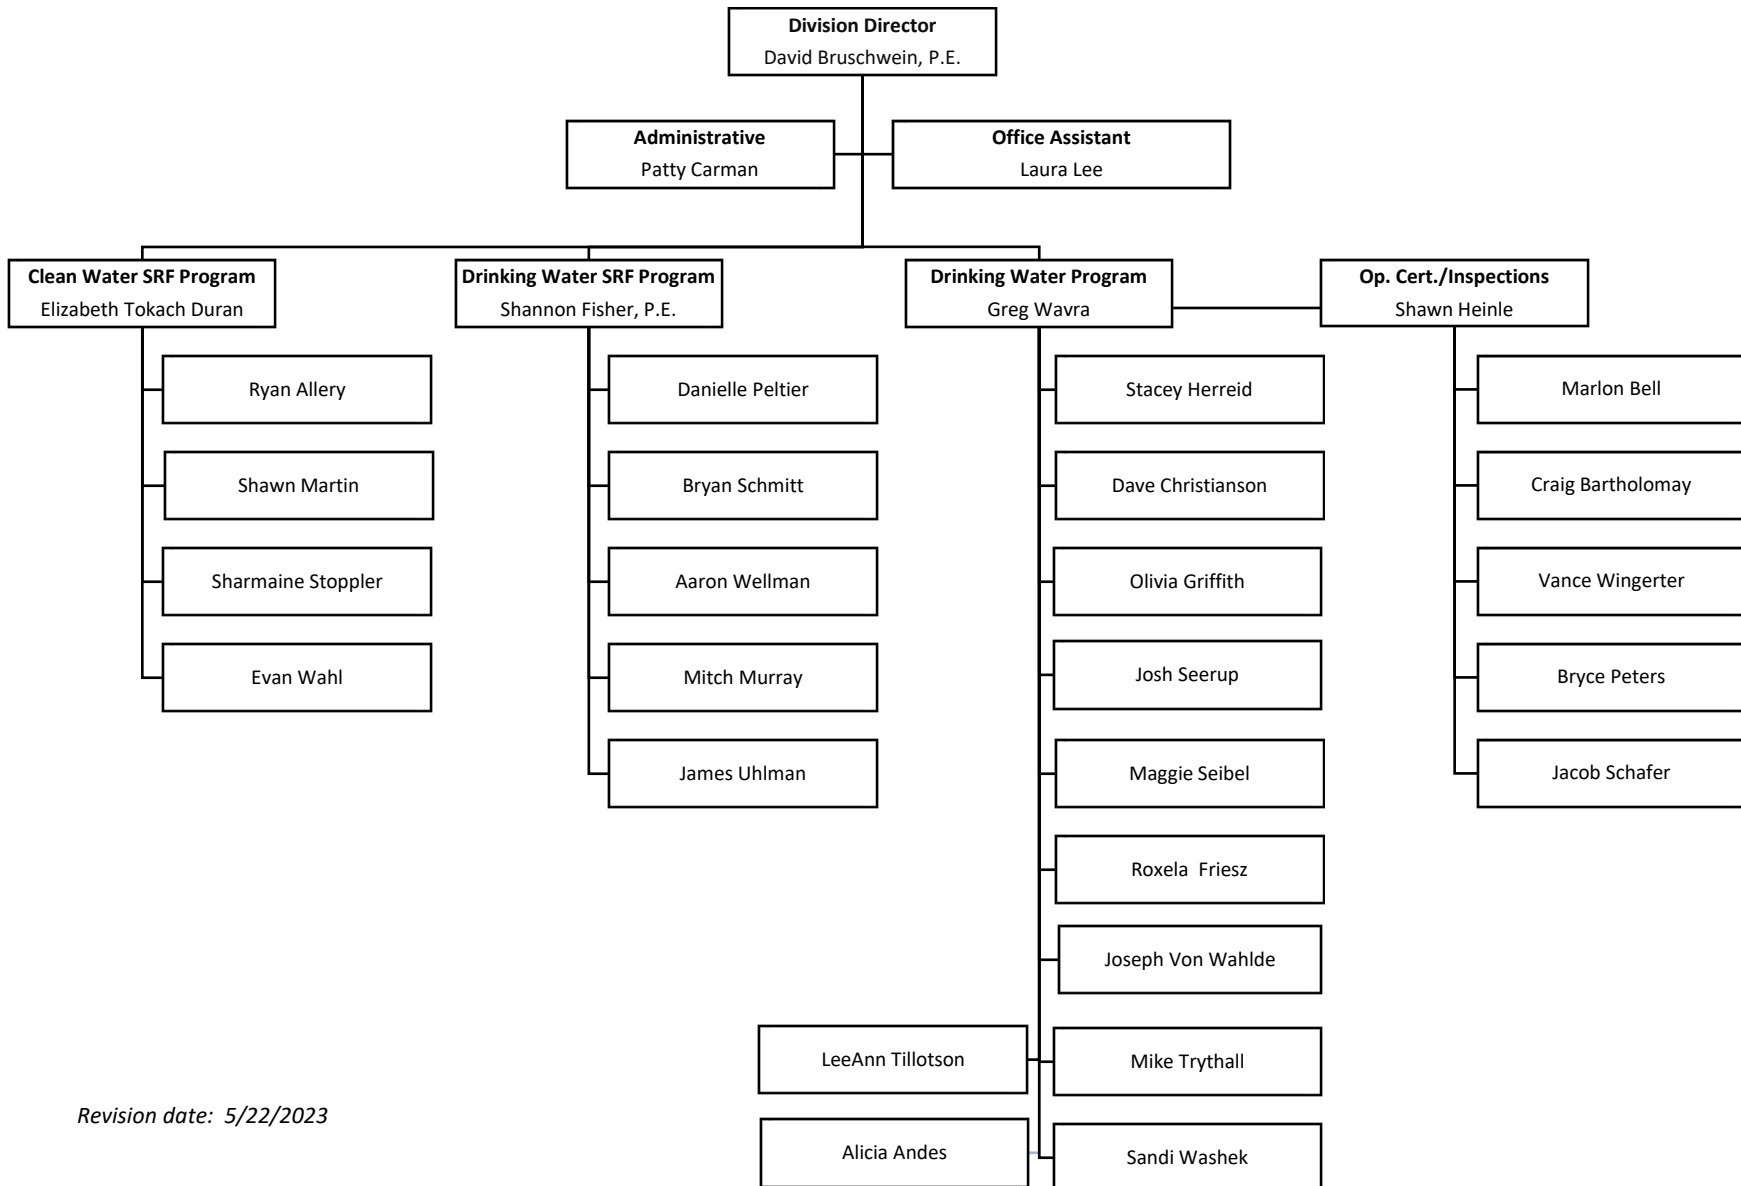 Division Director
David Bruschwein, P.E.
Administrative
Patty Carman
Office Assistant
Laura Lee
Clean Water SRF Program
Elizabeth Tokach Duran
Drinking Water SRF Program
Shannon Fisher, P.E.
Drinking Water Program
Greg Wavra
Op. Cert./Inspections
Shawn Heinle
Ryan Allery
Shawn Martin
Sharmaine Stoppler
Evan Wahl
Danielle Peltier
Bryan Schmitt
Aaron Wellman
Mitch Murray
James Uhlman
Stacey Herreid
Dave Christianson
Olivia Griffith
Josh Seerup
Maggie Seibel
Roxela  Friesz
Joseph Von Wahlde
LeeAnn Tillotson
Mike Trythall
Alicia Andes
Sandi Washek
Marlon Bell
Craig Bartholomay
Vance Wingerter
Bryce Peters
Jacob Schafer
Revision date:  5/22/2023